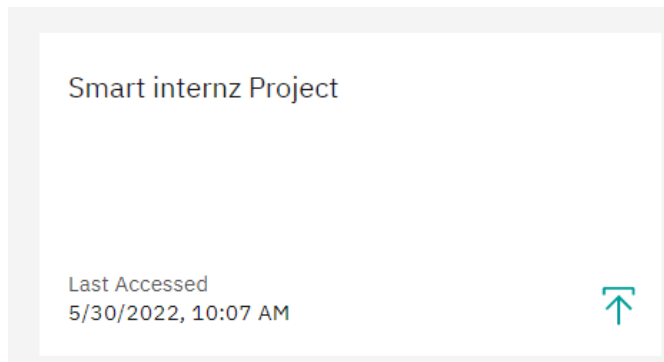 Smart internz Project
Last Accessed
5/30/2022, 10:07 AM